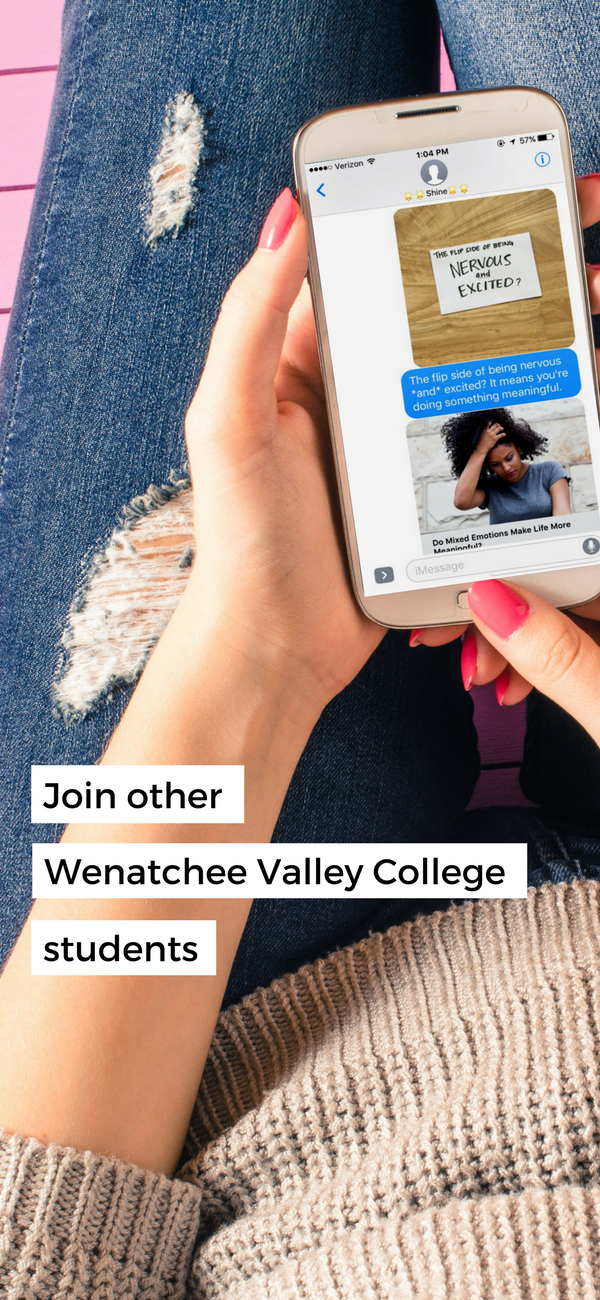 Verizon
1:04 PM
57%
Shine
THE FLIP SIDE OF BEING
NERVOUS
and
EXCITED?
The flip side of being nervous
*and* excited? It means you're
doing something meaningful.
Do Mixed Emotions Make Life More
Meaningful?
iMessage
Join other
Wenatchee Valley College
students